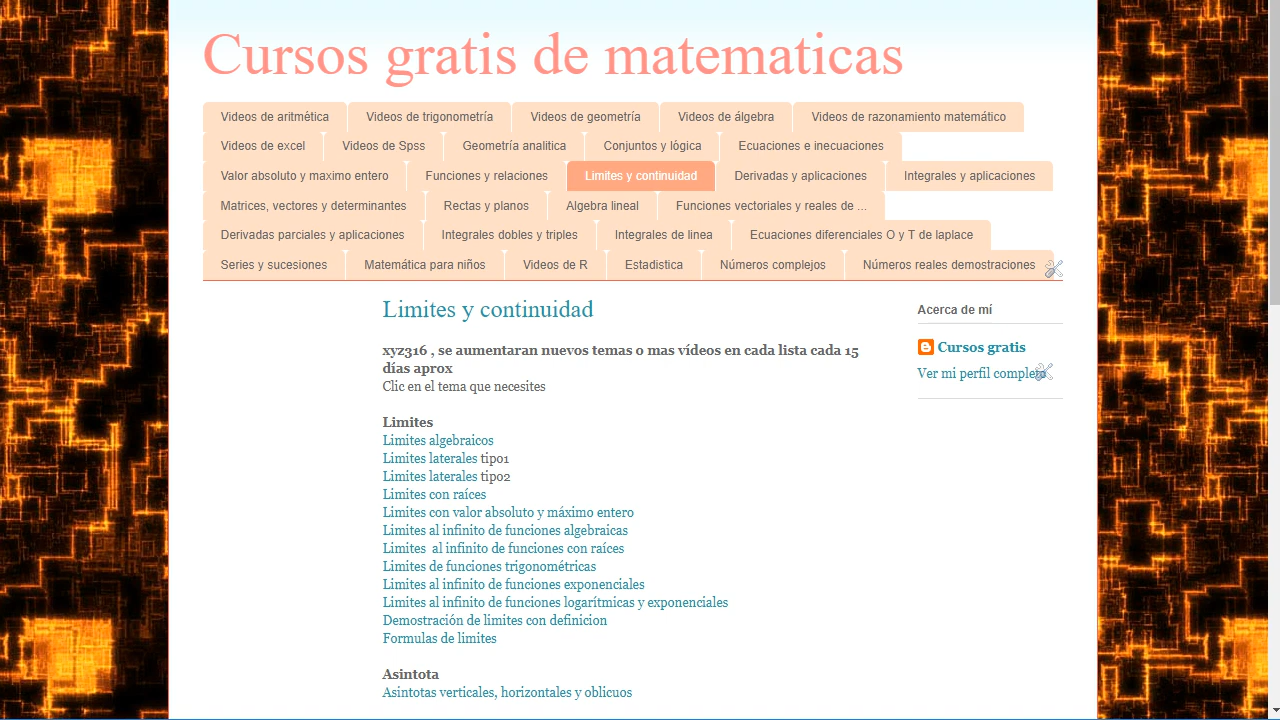 Cursos gratis de matematicas
Videos de aritmética Videos de trigonometría Videos de geometría Videos de álgebra Videos de razonamiento matemático
Videos de excel Videos de Spss Geometría analítica Conjuntos y lógica Ecuaciones e inecuaciones
Valor absoluto y maximo entero Funciones y relaciones Limites y continuidad Derivadas y aplicaciones Integrales y aplicaciones
Matrices, vectores y determinantes Rectas y planos Algebra lineal Funciones vectoriales y reales de ...
Derivadas parciales y aplicaciones Integrales dobles y triples Integrales de linea Ecuaciones diferenciales O y T de laplace
Series y sucesiones Matemática para niños Videos de R Estadistica Números complejos Números reales demostraciones
Limites y continuidad
xyz316 , se aumentaran nuevos temas o mas vídeos en cada lista cada 15
días aprox
Clic en el tema que necesites
Limites
Limites algebraicos
Limites laterales tipo1
Limites laterales tipo2
Limites con raíces
Limites con valor absoluto y máximo entero
Limites al infinito de funciones algebraicas
Limites al infinito de funciones con raíces
Limites de funciones trigonométricas
Limites al infinito de funciones exponenciales
Limites al infinito de funciones logarítmicas y exponenciales
Demostración de limites con definicion
Formulas de limites
Asintota
Asintotas verticales, horizontales y oblicuos
Acerca de mí
Cursos gratis
Ver mi perfil completo